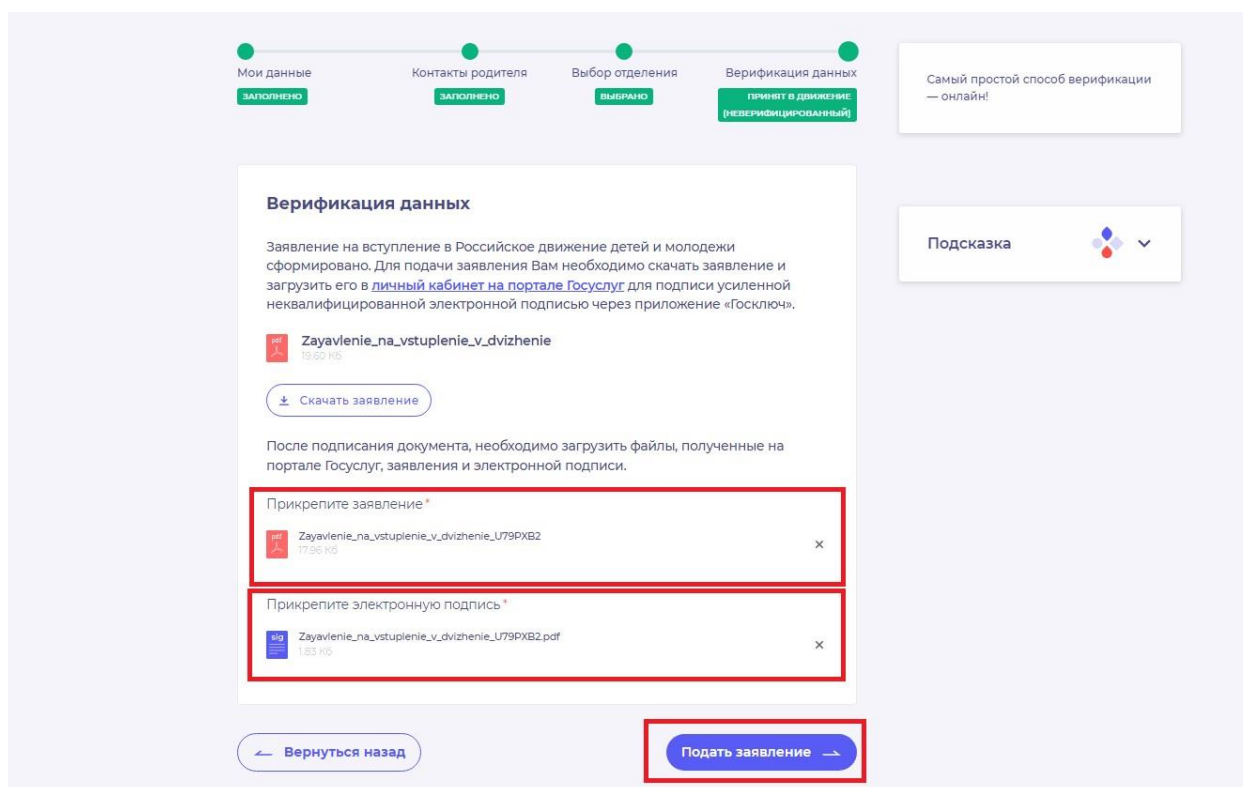 Мои данные
Контакты родителя
Выбор отделения
Верификация данных
ЗАПОЛНЕНО
ЗАПОЛНЕНО
ВЫБРАНО
ПРИНЯТ В ДВИЖЕНИЕ
(НЕВЕРИФИЦИРОВАННЫЙ)
Самый простой способ верификации
— онлайн!
Верификация данных
Заявление на вступление в Российское движение детей и молодежи
сформировано. Для подачи заявления Вам необходимо скачать заявление и
загрузить его в личный кабинет на портале Госуслуг для подписи усиленной
неквалифицированной электронной подписью через приложение «Госключ».
Подсказка
pdf
Zayavlenie_na_vstuplenie_v_dvizhenie
19.60 Кб
Скачать заявление
После подписания документа, необходимо загрузить файлы, полученные на
портале Госуслуг, заявления и электронной подписи.
Прикрепите заявление *
pdf
Zayavlenie_na_vstuplenie_v_dvizhenie_U79PXB2
17.96 Кб
Прикрепите электронную подпись *
sig
Zayavlenie_na_vstuplenie_v_dvizhenie_U79PXB2.pdf
1.83 Кб
Вернуться назад
Подать заявление